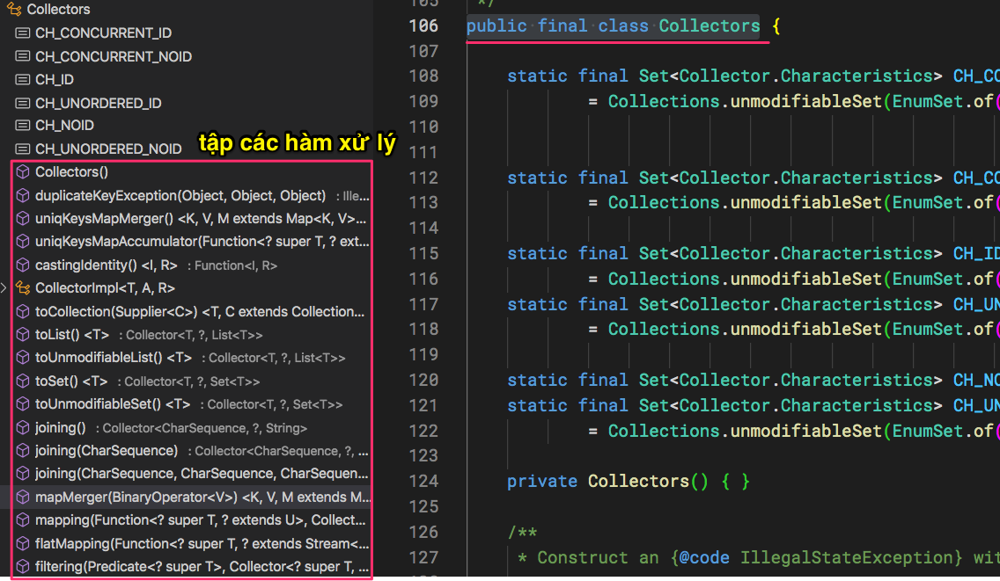 Collectors
CH_CONCURRENT_ID
CH_CONCURRENT_NOID
CH_ID
CH_UNORDERED_ID
CH_NOID
CH_UNORDERED_NOID
tập các hàm xử lý
Collectors()
duplicateKeyException(Object, Object, Object) : Ille...
uniqKeysMapMerger() <K, V, M extends Map<K, V>...
uniqKeysMapAccumulator(Function<? super T, ? ext...
castingIdentity() <I, R> : Function<I, R>
CollectorImpl<T, A, R>
toCollection(Supplier<C>) <T, C extends Collection...
toList() <T> : Collector<T, ?, List<T>>
toUnmodifiableList() <T> : Collector<T, ?, List<T>>
toSet() <T> : Collector<T, ?, Set<T>>
toUnmodifiableSet() <T> : Collector<T, ?, Set<T>>
joining() : Collector<CharSequence, ?, String>
joining(CharSequence) : Collector<CharSequence, ?, ...
joining(CharSequence, CharSequence, CharSequen...
mapMerger(BinaryOperator<V>) <K, V, M extends M...
mapping(Function<? super T, ? extends U>, Collect...
flatMapping(Function<? super T, ? extends Stream<...
filtering(Predicate<? super T>, Collector<? super T, ...
105 */
106 public final class Collectors {
107
108 static final Set<Collector.Characteristics> CH_CO
109 = Collections.unmodifiableSet(EnumSet.of(
110
111
112 static final Set<Collector.Characteristics> CH_CO
113 = Collections.unmodifiableSet(EnumSet.of(
114
115 static final Set<Collector.Characteristics> CH_ID
116 = Collections.unmodifiableSet(EnumSet.of(
117 static final Set<Collector.Characteristics> CH_UN
118 = Collections.unmodifiableSet(EnumSet.of(
119
120 static final Set<Collector.Characteristics> CH_NO
121 static final Set<Collector.Characteristics> CH_UN
122 = Collections.unmodifiableSet(EnumSet.of(
123
124 private Collectors() { }
125
126 /**
127 * Construct an {@code IllegalStateException} wit